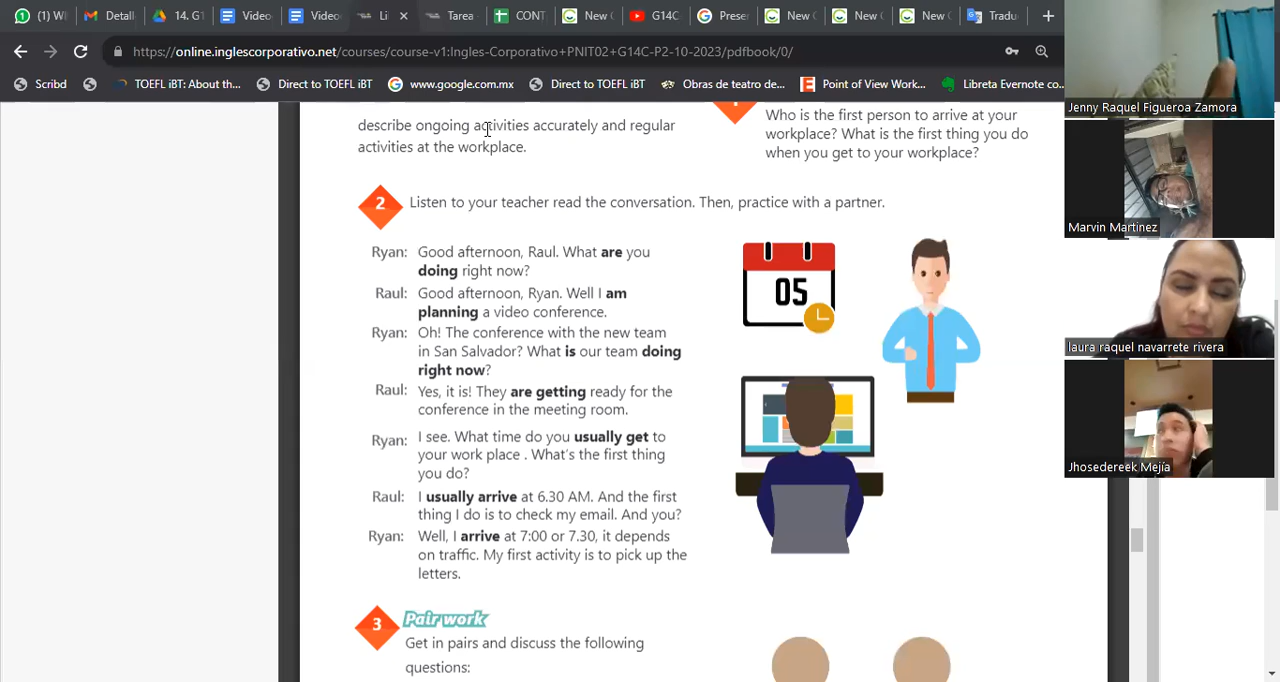 (1) W
Detall
14. G1
Video
Video
Li
Tarea
CONT
New C
G14C
Prese
New C
New C
New C
Tradu
https://online.inglescorporativo.net/courses/course-v1:Ingles-Corporativo+PNIT02+G14C-P2-10-2023/pdfbook/0/
Scribd
TOEFL iBT: About th...
Direct to TOEFL iBT
www.google.com.mx
Direct to TOEFL iBT
Obras de teatro de...
Point of View Work...
Libreta Evernote co...
describe ongoing activities accurately and regular
activities at the workplace.
1
Who is the first person to arrive at your
workplace? What is the first thing you do
when you get to your workplace?
2
Listen to your teacher read the conversation. Then, practice with a partner.
Ryan: Good afternoon, Raul. What are you
doing right now?
Raul: Good afternoon, Ryan. Well I am
planning a video conference.
Ryan: Oh! The conference with the new team
in San Salvador? What is our team doing
right now?
Raul: Yes, it is! They are getting ready for the
conference in the meeting room.
Ryan: I see. What time do you usually get to
your work place . What's the first thing
you do?
Raul: I usually arrive at 6.30 AM. And the first
thing I do is to check my email. And you?
Ryan: Well, I arrive at 7:00 or 7.30, it depends
on traffic. My first activity is to pick up the
letters.
05
3
Pair work
Get in pairs and discuss the following
questions:
Jenny Raquel Figueroa Zamora
Marvin Martinez
laura raquel navarrete rivera
Jhosedereek Mejía